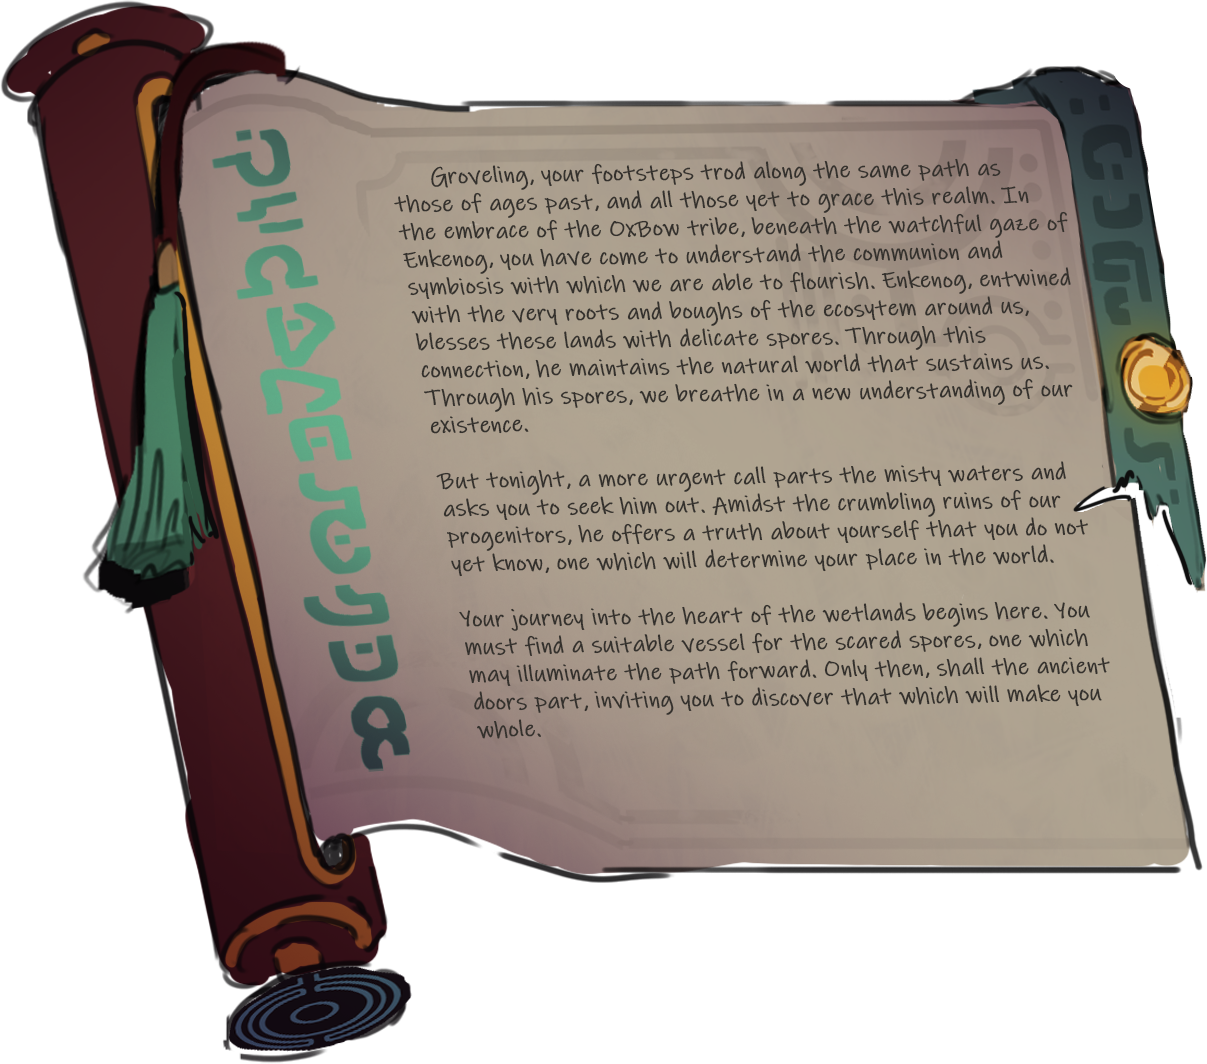 Groveling, your footsteps trod along the same path as
those of ages past, and all those yet to grace this realm. In
the embrace of the OxBow tribe, beneath the watchful gaze of
Enkenog, you have come to understand the communion and
symbiosis with which we are able to flourish. Enkenog, entwined
with the very roots and boughs of the ecosytem around us,
blesses these lands with delicate spores. Through this
connection, he maintains the natural world that sustains us.
Through his spores, we breathe in a new understanding of our
existence.
But tonight, a more urgent call parts the misty waters and
asks you to seek him out. Amidst the crumbling ruins of our
progenitors, he offers a truth about yourself that you do not
yet know, one which will determine your place in the world.
Your journey into the heart of the wetlands begins here. You
must find a suitable vessel for the scared spores, one which
may illuminate the path forward. Only then, shall the ancient
doors part, inviting you to discover that which will make you
whole.